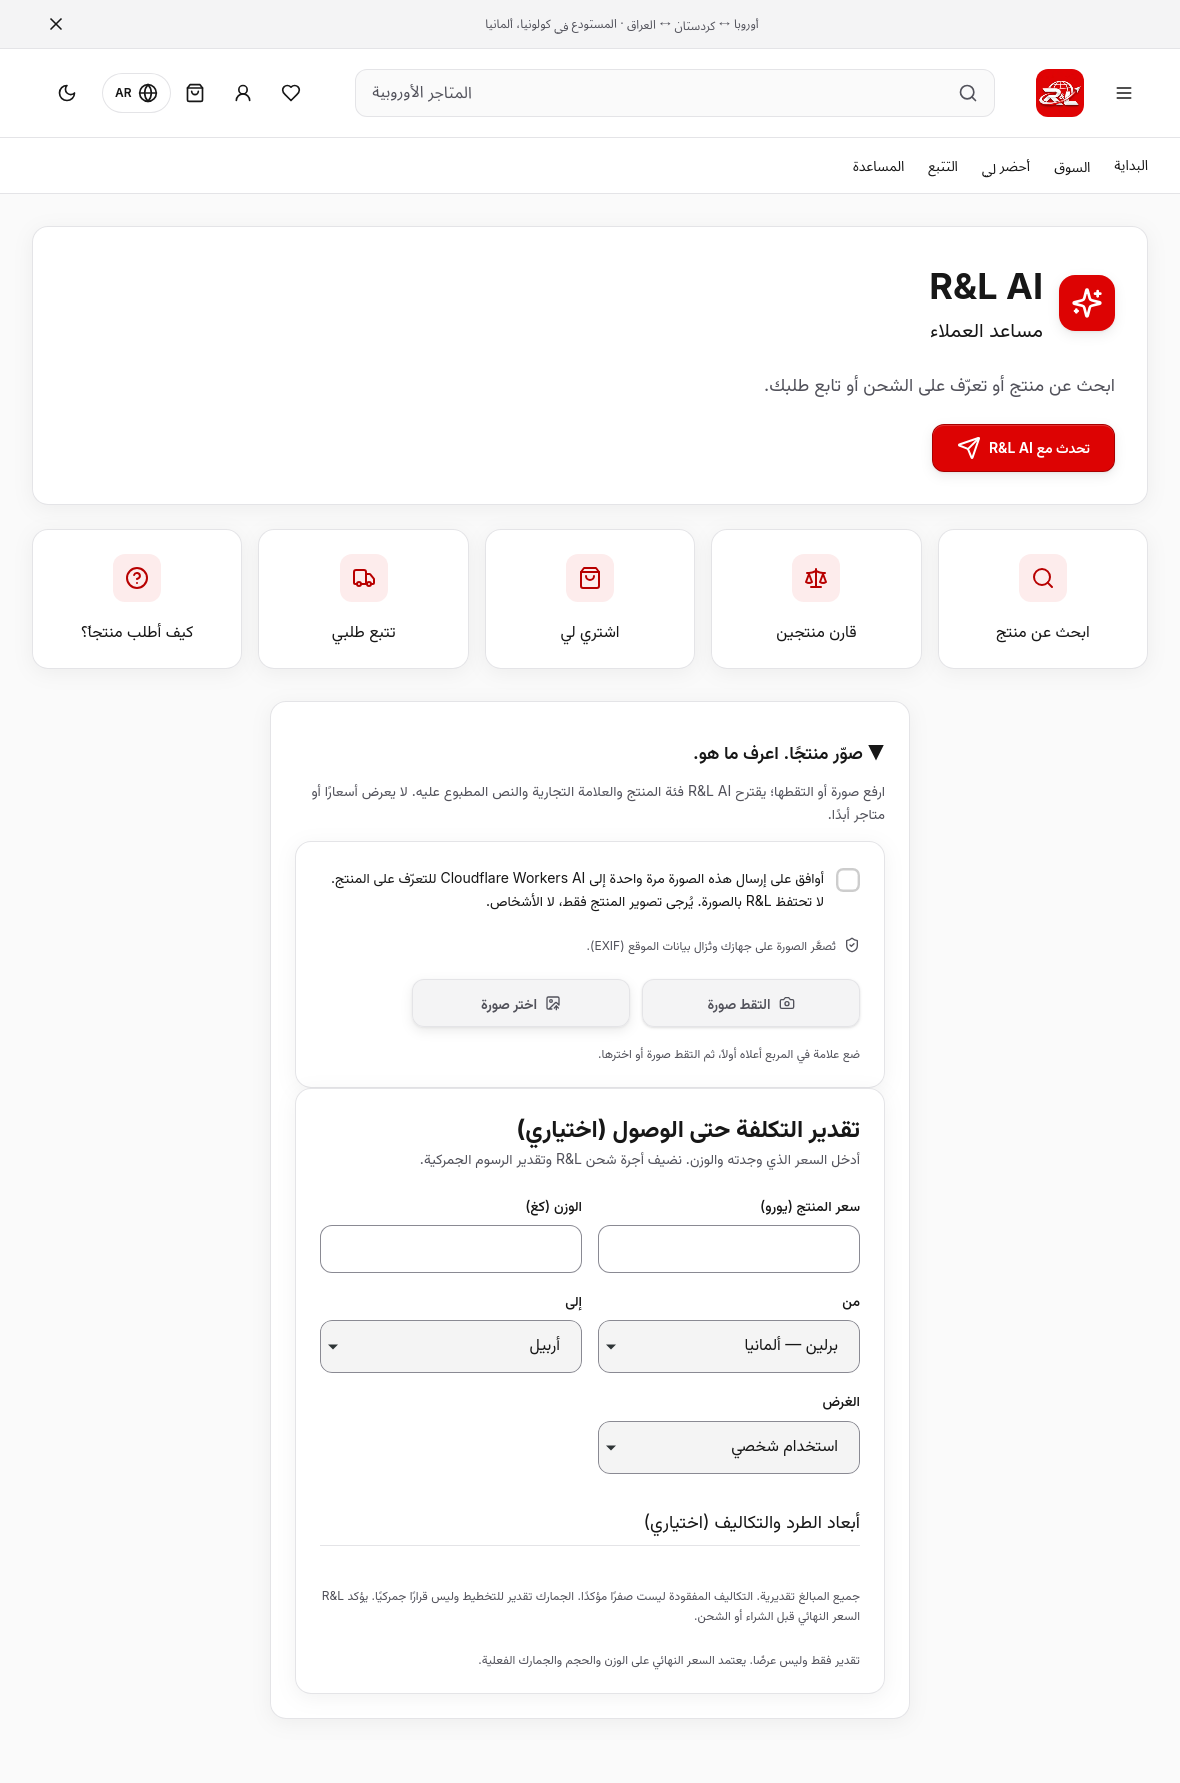 أوروبا ↔ كردستان ↔ العراق · المستودع في كولونيا، ألمانيا
R&L
المتاجر الأوروبية
AR
البداية
السوق
أحضر لي
التتبع
المساعدة
R&L AI
مساعد العملاء
ابحث عن منتج أو تعرّف على الشحن أو تابع طلبك.
تحدث مع R&L AI
ابحث عن منتج
قارن منتجين
اشتري لي
تتبع طلبي
كيف أطلب منتجاً؟
صوّر منتجًا. اعرف ما هو.
ارفع صورة أو التقطها؛ يقترح R&L AI فئة المنتج والعلامة التجارية والنص المطبوع عليه. لا يعرض أسعارًا أو
متاجر أبدًا.
أوافق على إرسال هذه الصورة مرة واحدة إلى Cloudflare Workers AI للتعرّف على المنتج.
لا تحتفظ R&L بالصورة. يُرجى تصوير المنتج فقط، لا الأشخاص.
تُصغَّر الصورة على جهازك وتُزال بيانات الموقع (EXIF).
التقط صورة
اختر صورة
ضع علامة في المربع أعلاه أولاً، ثم التقط صورة أو اخترها.
تقدير التكلفة حتى الوصول (اختياري)
أدخل السعر الذي وجدته والوزن. نضيف أجرة شحن R&L وتقدير الرسوم الجمركية.
سعر المنتج (يورو)
الوزن (كغ)
من
إلى
برلين — ألمانيا
أربيل
الغرض
استخدام شخصي
أبعاد الطرد والتكاليف (اختياري)
جميع المبالغ تقديرية. التكاليف المفقودة ليست صفرًا مؤكدًا. الجمارك تقدير للتخطيط وليس قرارًا جمركيًا. يؤكد R&L
السعر النهائي قبل الشراء أو الشحن.
تقدير فقط وليس عرضًا. يعتمد السعر النهائي على الوزن والحجم والجمارك الفعلية.